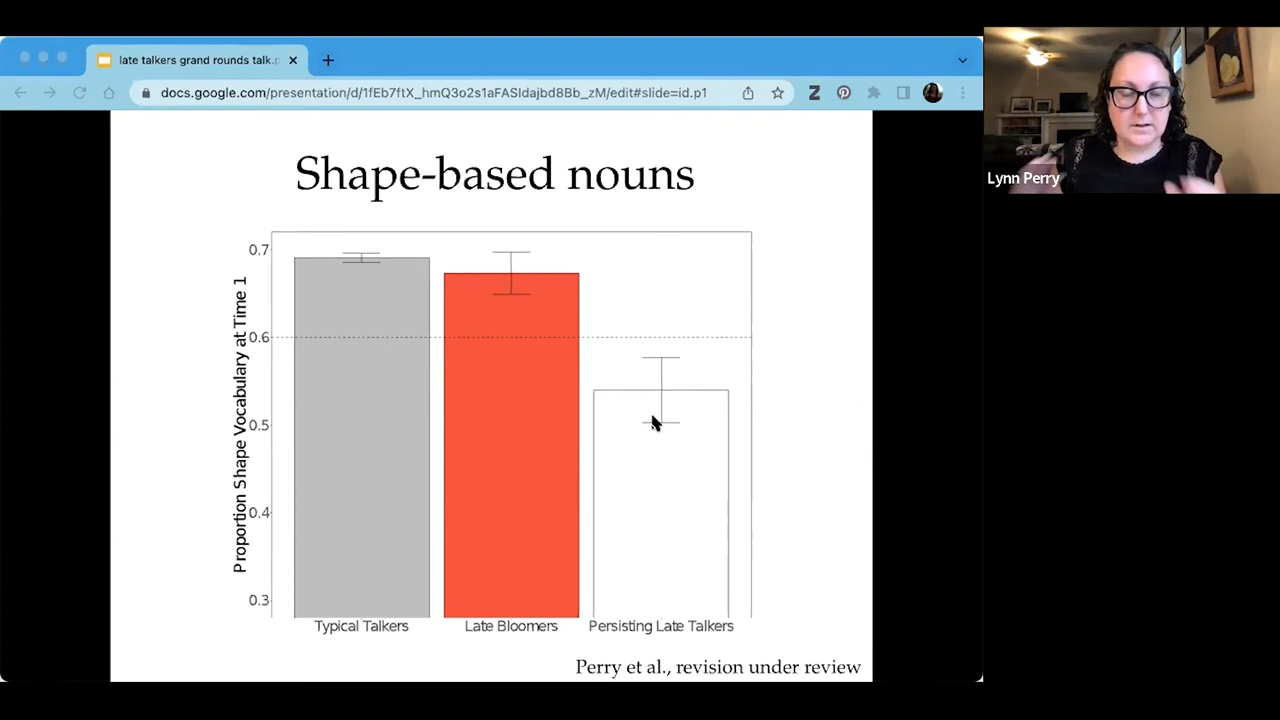 late talkers grand rounds talk.p
docs.google.com/presentation/d/1fEb7ftX_hmQ3o2s1aFASIdajbd8Bb_zM/edit#slide=id.p1
Lynn Perry
Shape-based nouns
Proportion Shape Vocabulary at Time 1
0.7
0.6
0.5
0.4
0.3
Typical Talkers
Late Bloomers
Persisting Late Talkers
Perry et al., revision under review